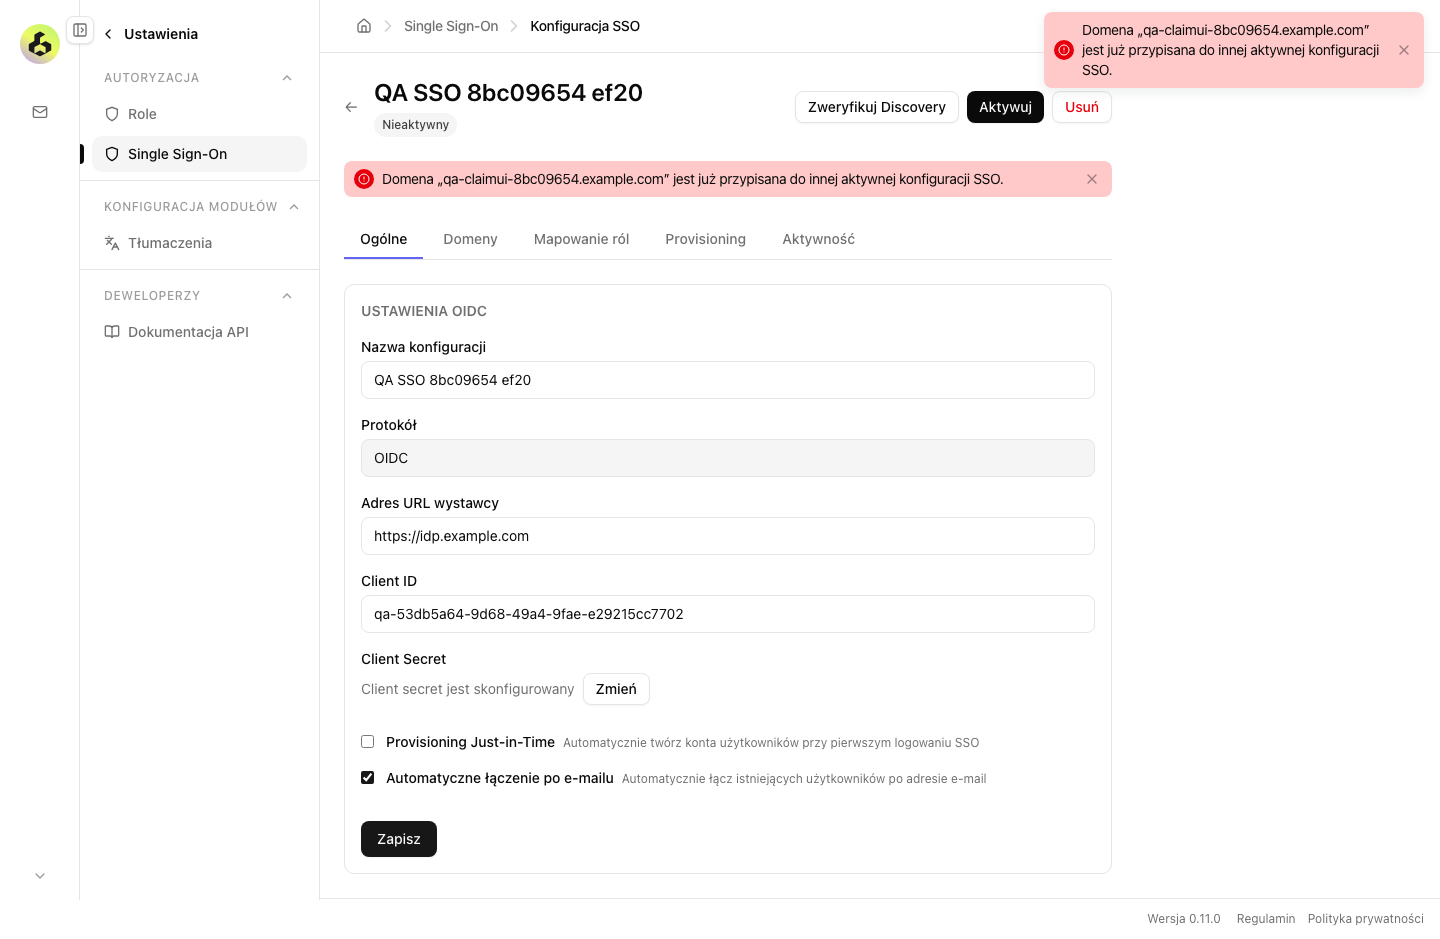 Ustawienia
AUTORYZACJA
Role
Single Sign-On
KONFIGURACJA MODUŁÓW
Tłumaczenia
DEWELOPERZY
Dokumentacja API
Single Sign-On
Konfiguracja SSO
Domena „qa-claimui-8bc09654.example.com”
jest już przypisana do innej aktywnej konfiguracji
SSO.
QA SSO 8bc09654 ef20
Nieaktywny
Zweryfikuj Discovery
Aktywuj
Usuń
Domena „qa-claimui-8bc09654.example.com” jest już przypisana do innej aktywnej konfiguracji SSO.
Ogólne
Domeny
Mapowanie ról
Provisioning
Aktywność
USTAWIENIA OIDC
Nazwa konfiguracji
QA SSO 8bc09654 ef20
Protokół
OIDC
Adres URL wystawcy
https://idp.example.com
Client ID
qa-53db5a64-9d68-49a4-9fae-e29215cc7702
Client Secret
Client secret jest skonfigurowany
Zmień
Provisioning Just-in-Time Automatycznie twórz konta użytkowników przy pierwszym logowaniu SSO
Automatyczne łączenie po e-mailu Automatycznie łącz istniejących użytkowników po adresie e-mail
Zapisz
Wersja 0.11.0
Regulamin
Polityka prywatności